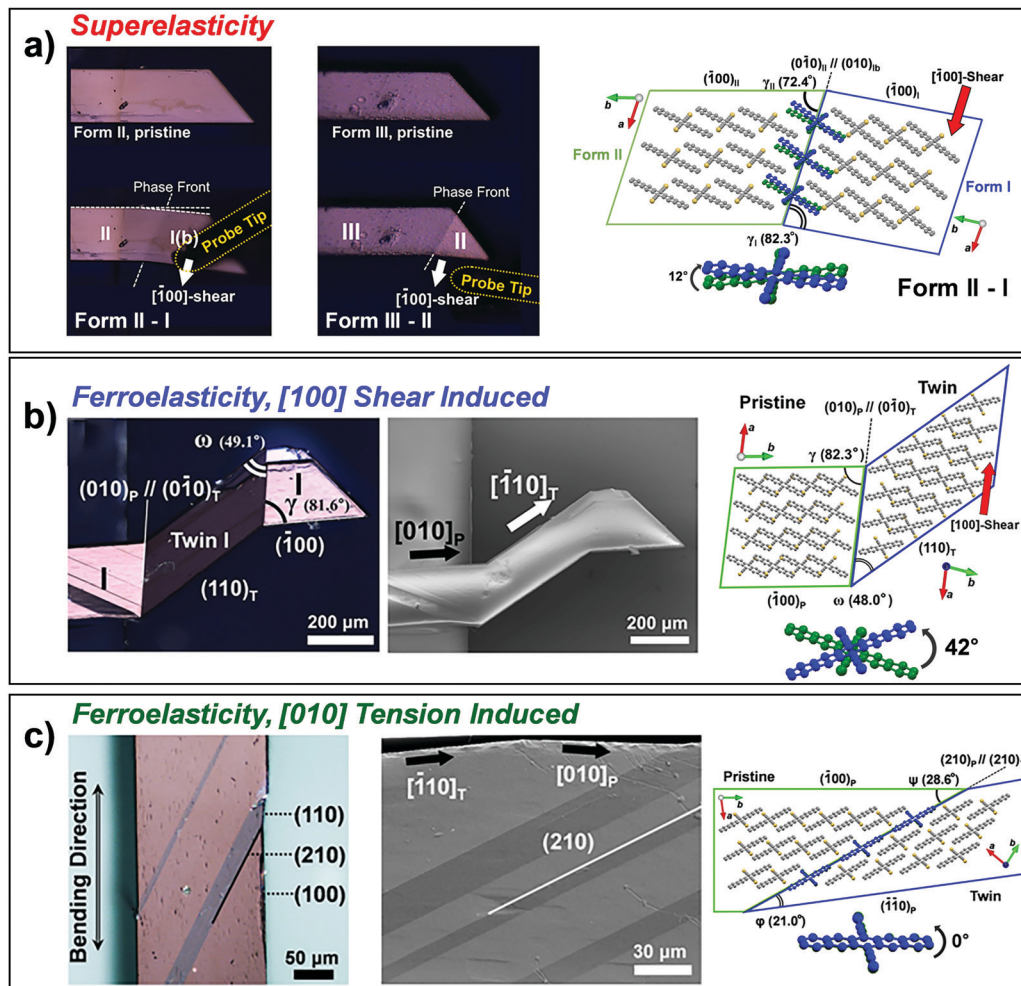 a) Superelasticity
Form II, pristine
Phase Front
II
I(b)
Probe Tip
[1̄00]-shear
Form II - I
Form III, pristine
Phase Front
III
II
Probe Tip
[1̄00]-shear
Form III - II
(1̄00)II
γII (72.4°)
(01̄0)II // (010)Ib
(1̄00)I
[1̄00]-Shear
b
a
Form II
Form I
b
a
γI (82.3°)
12°
Form II - I
b) Ferroelasticity, [100] Shear Induced
ω (49.1°)
(010)P // (01̄0)T
I
γ (81.6°)
Twin I
(1̄00)
I
(110)T
200 µm
[1̄10]T
[010]P
200 µm
Pristine
Twin
a
b
(010)P // (01̄0)T
γ (82.3°)
[100]-Shear
(110)T
b
a
(1̄00)P
ω (48.0°)
42°
c) Ferroelasticity, [010] Tension Induced
Bending Direction
(110)
(210)
(100)
50 µm
[1̄10]T
[010]P
(210)
30 µm
Pristine
(1̄00)P
ψ (28.6°)
(210)P // (210)
b
a
a
b
φ (21.0°)
(1̄1̄0)P
Twin
0°